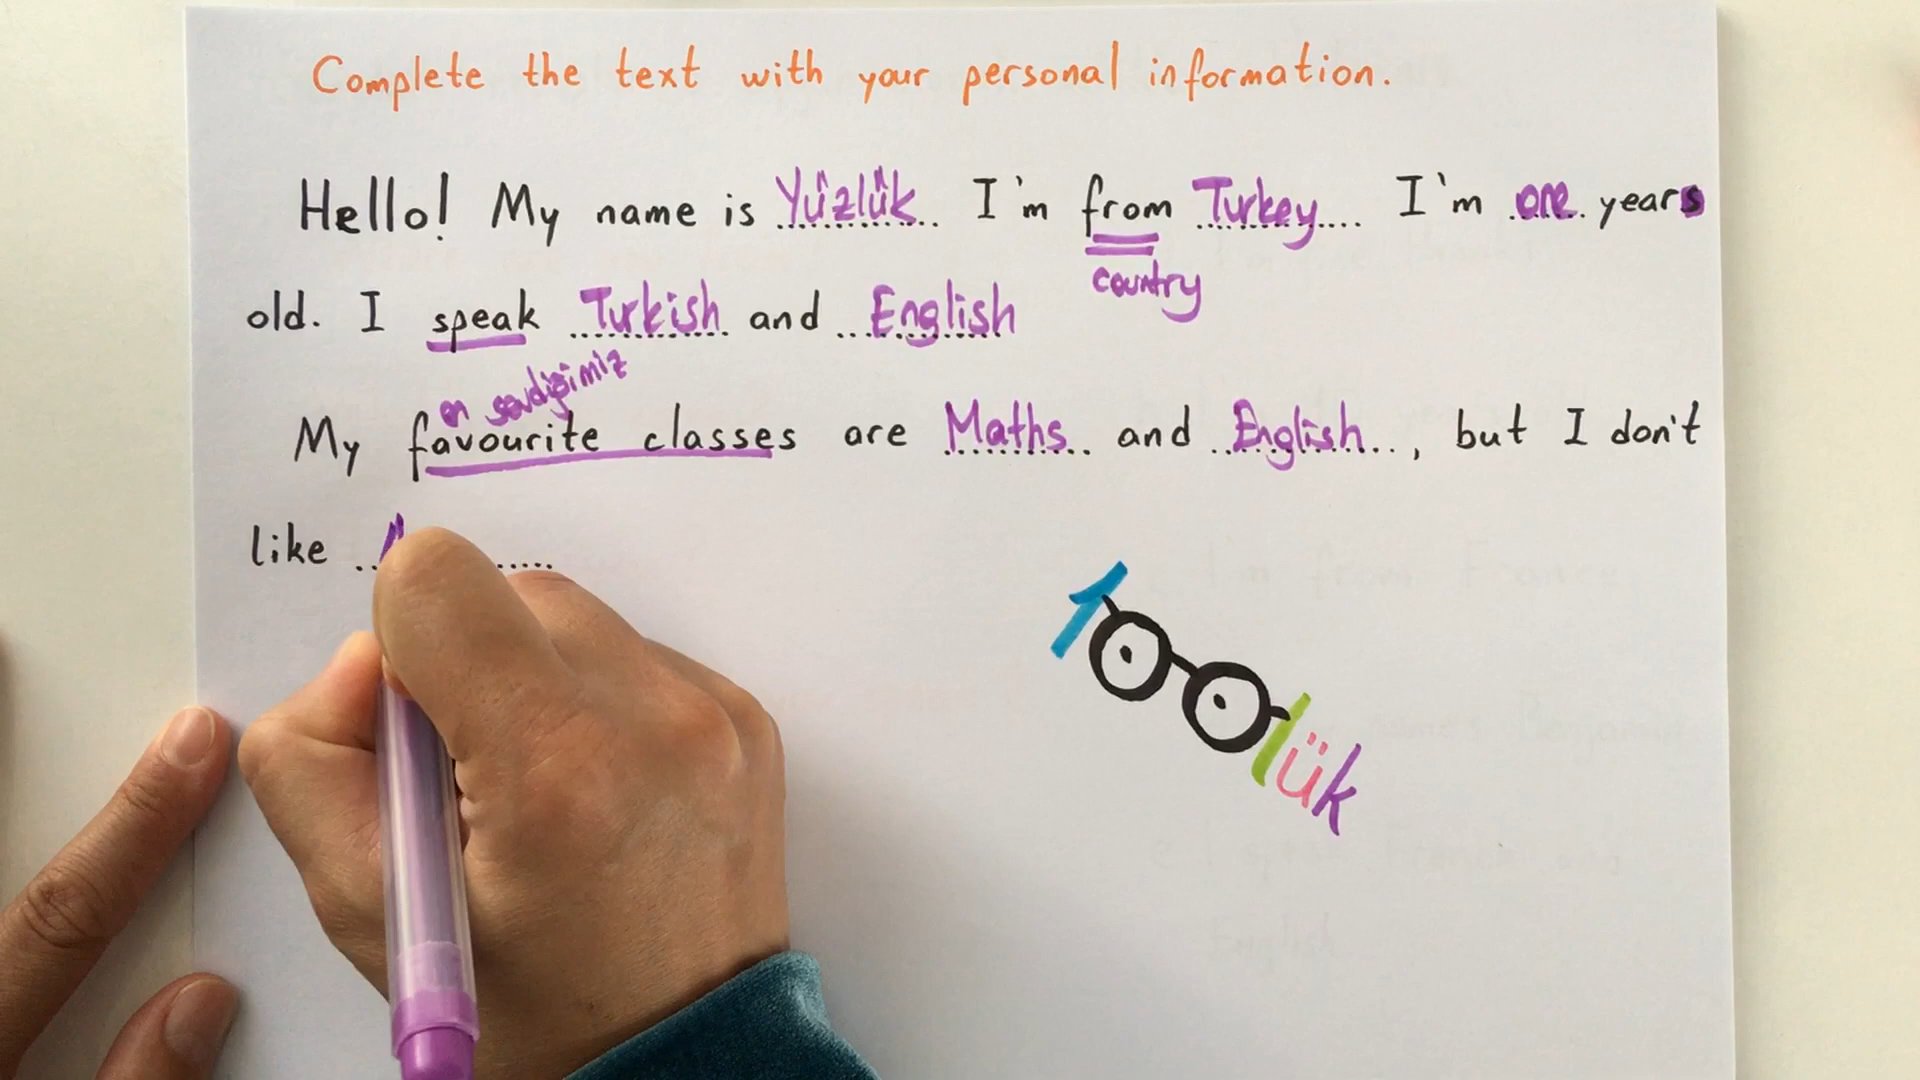 Complete the text with your personal information.
Hello! My name is Yüzlük. I'm from Turkey.... I'm one years
country
old. I speak Turkish and English
en sevdiğimiz
My favourite classes are Maths and English, but I don't
like
100lük